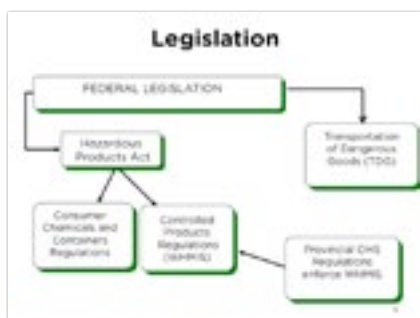 Legislation
FEDERAL LEGISLATION
Hazardous
Products Act
Transportation
of Dangerous
Goods (TDG)
Consumer
Chemicals and
Containers
Regulations
Controlled
Products
Regulations
(WHMIS)
Provincial OHS
Regulations
enforce WHMIS